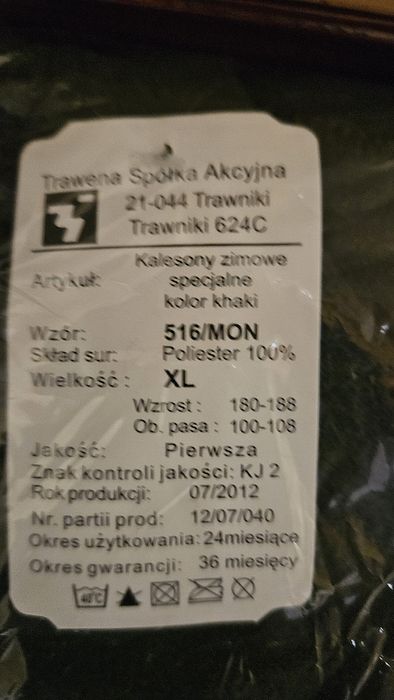 Trawena Spółka Akcyjna
21-044 Trawniki
Trawniki 624C
Artykuł: Kalesony zimowe
specjalne
kolor khaki
Wzór: 516/MON
Skład sur: Poliester 100%
Wielkość : XL
Wzrost : 180-188
Ob. pasa : 100-108
Jakość: Pierwsza
Znak kontroli jakości: KJ 2
Rok produkcji: 07/2012
Nr. partii prod: 12/07/040
Okres użytkowania: 24miesiące
Okres gwarancji: 36 miesięcy
40°C